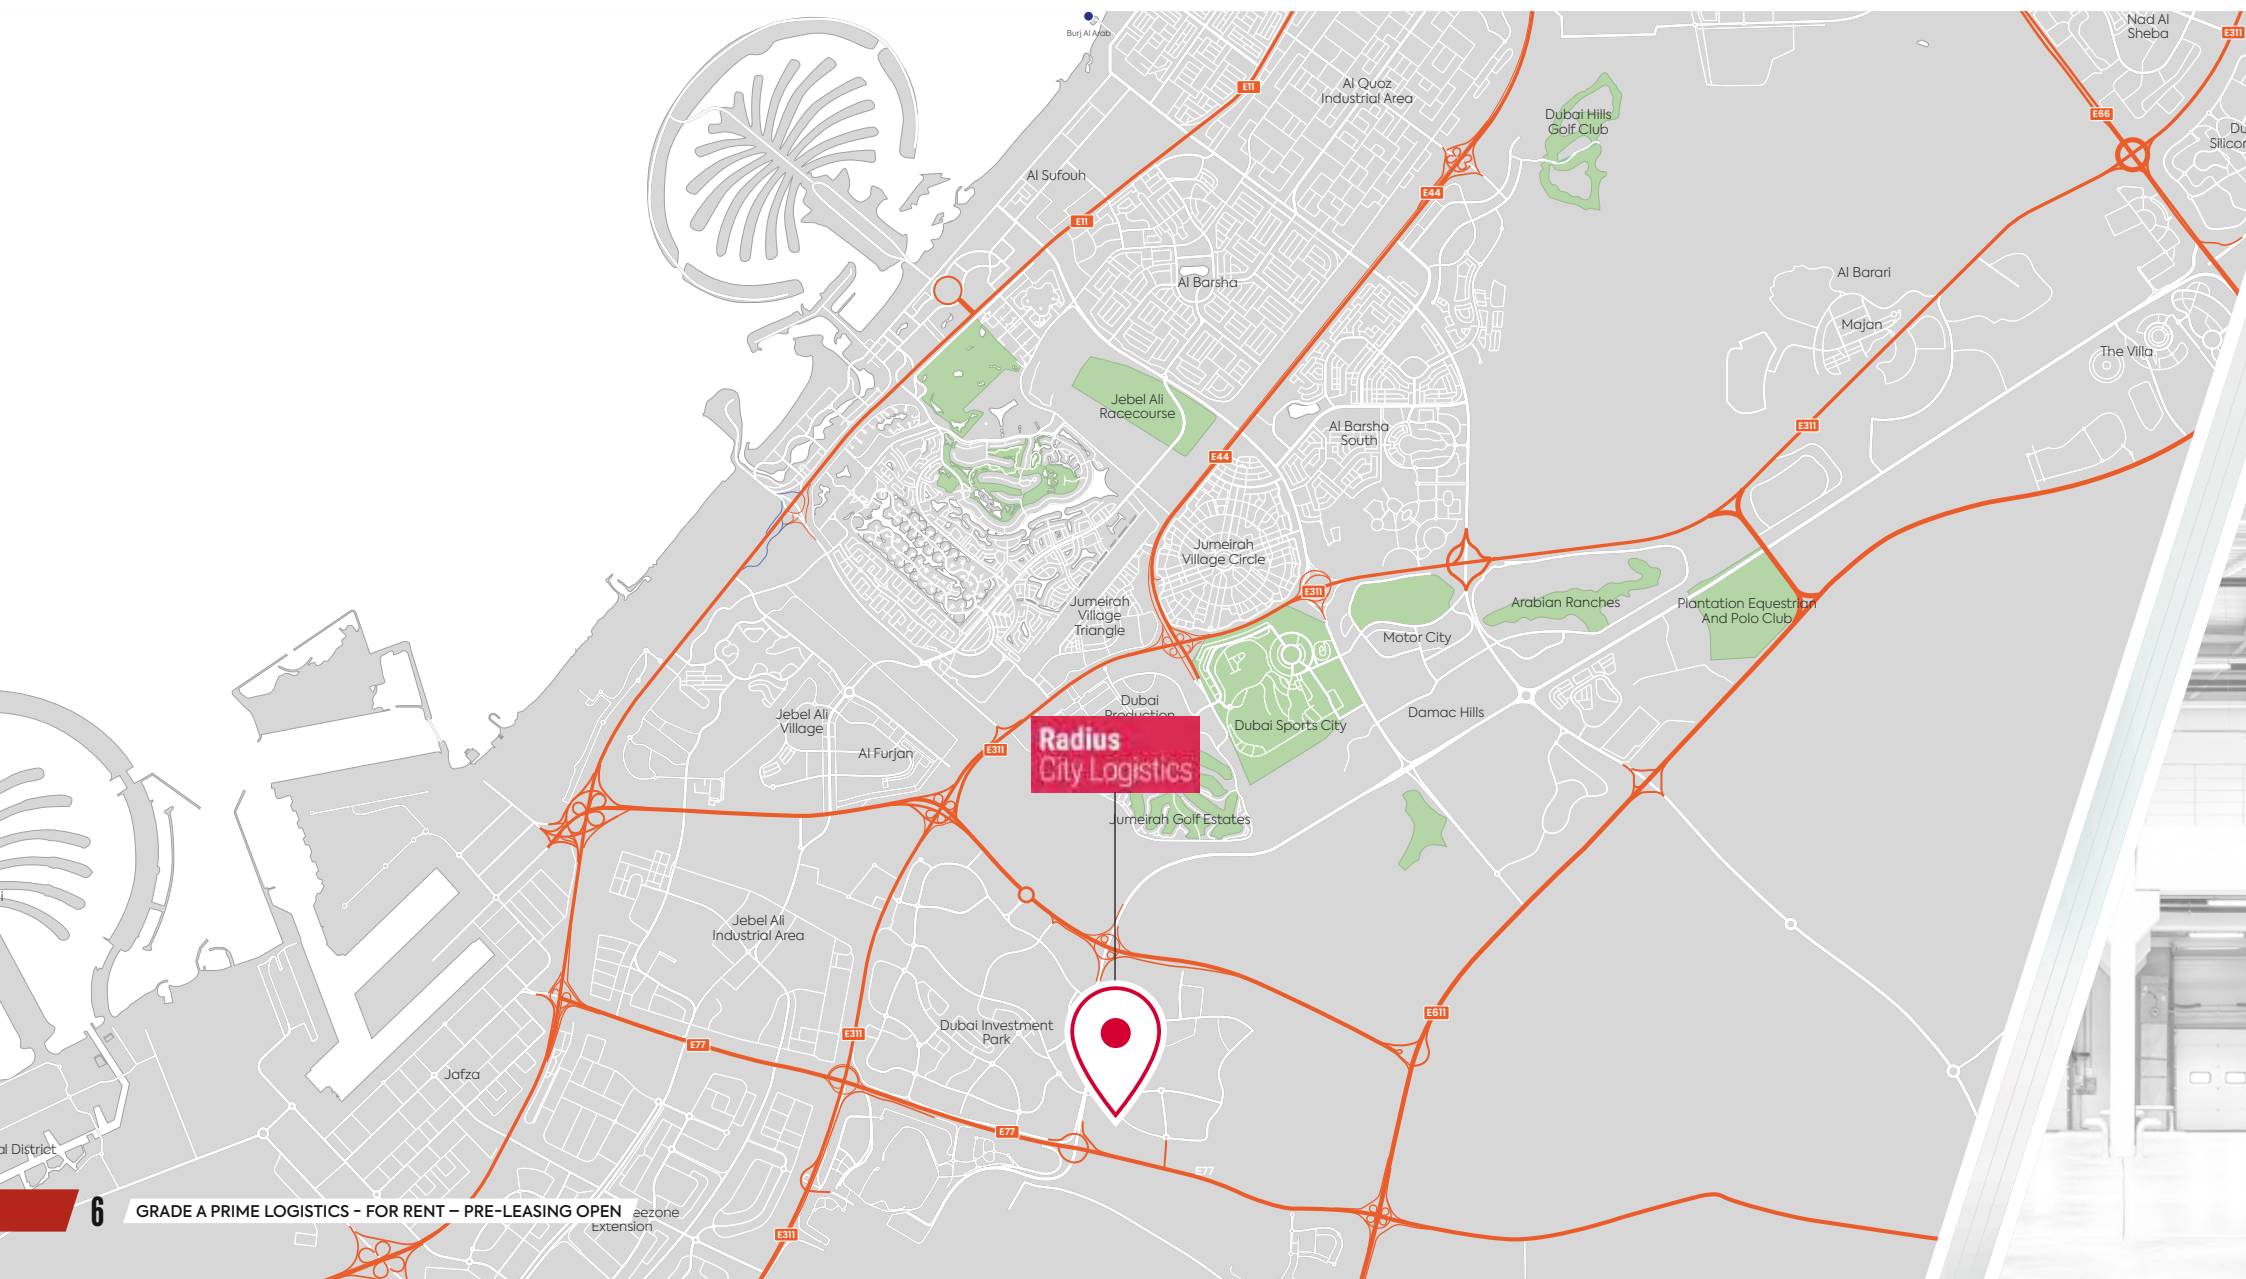 Burj Al Arab
Nad Al
Sheba
E311
E11
Al Quoz
Industrial Area
E66
Dubai Hills
Golf Club
Al Sufouh
E44
E11
Al Barsha
Al Barari
Majan
The Villa
Jebel Ali
Racecourse
Al Barsha
South
E311
E44
Jumeirah
Village Circle
E311
Jumeirah
Village
Triangle
Arabian Ranches
Plantation Equestrian
And Polo Club
Motor City
Dubai
Production
Jebel Ali
Village
Al Furjan
E311
Radius
City Logistics
Dubai Sports City
Damac Hills
Jumeirah Golf Estates
Jebel Ali
Industrial Area
E611
Dubai Investment
Park
E311
E77
Jafza
E77
E77
District
E311
Extension
6
GRADE A PRIME LOGISTICS - FOR RENT – PRE-LEASING OPEN